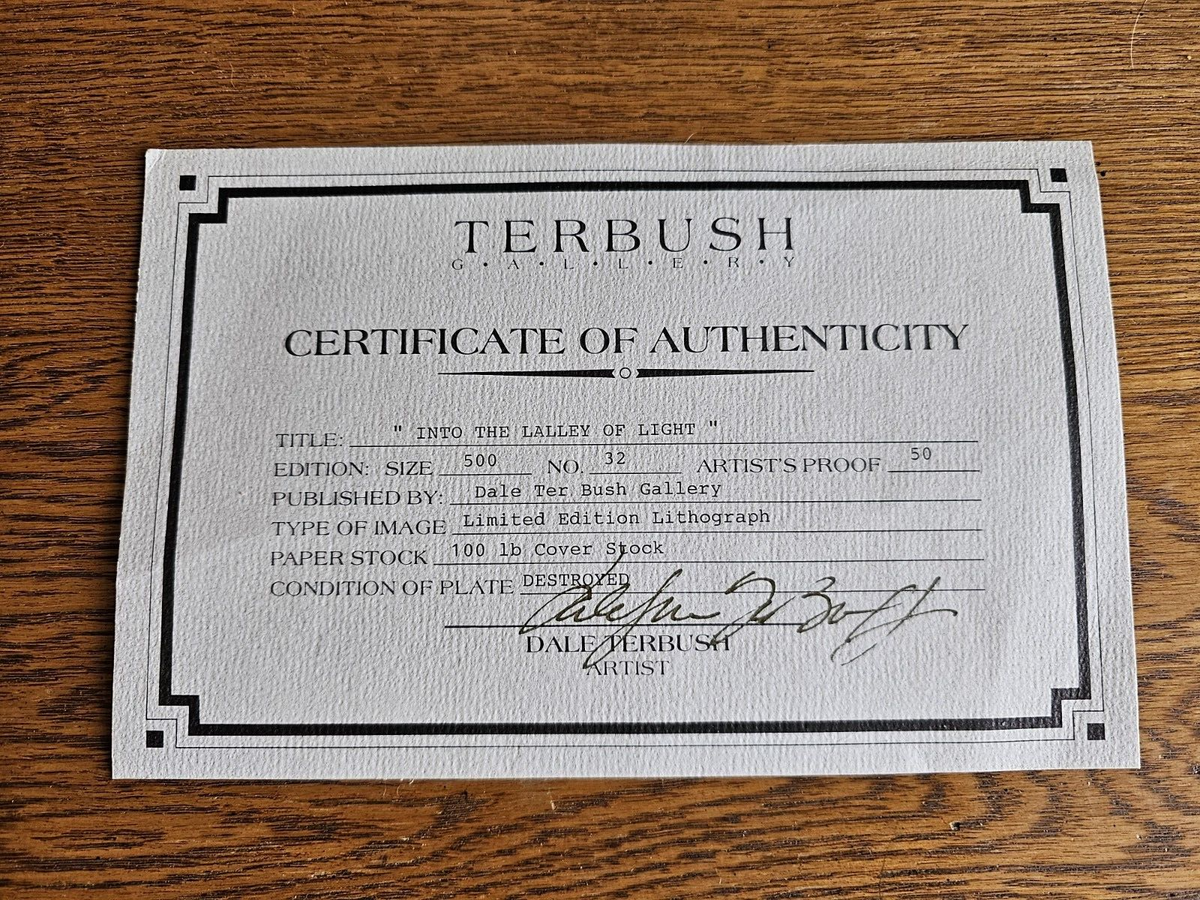 TERBUSH
G•A•L•L•E•R•Y
CERTIFICATE OF AUTHENTICITY
TITLE: " INTO THE LALLEY OF LIGHT "
EDITION: SIZE 500 NO. 32 ARTIST'S PROOF 50
PUBLISHED BY: Dale Ter Bush Gallery
TYPE OF IMAGE Limited Edition Lithograph
PAPER STOCK 100 lb Cover Stock
CONDITION OF PLATE DESTROYED
DALE TERBUSH
ARTIST